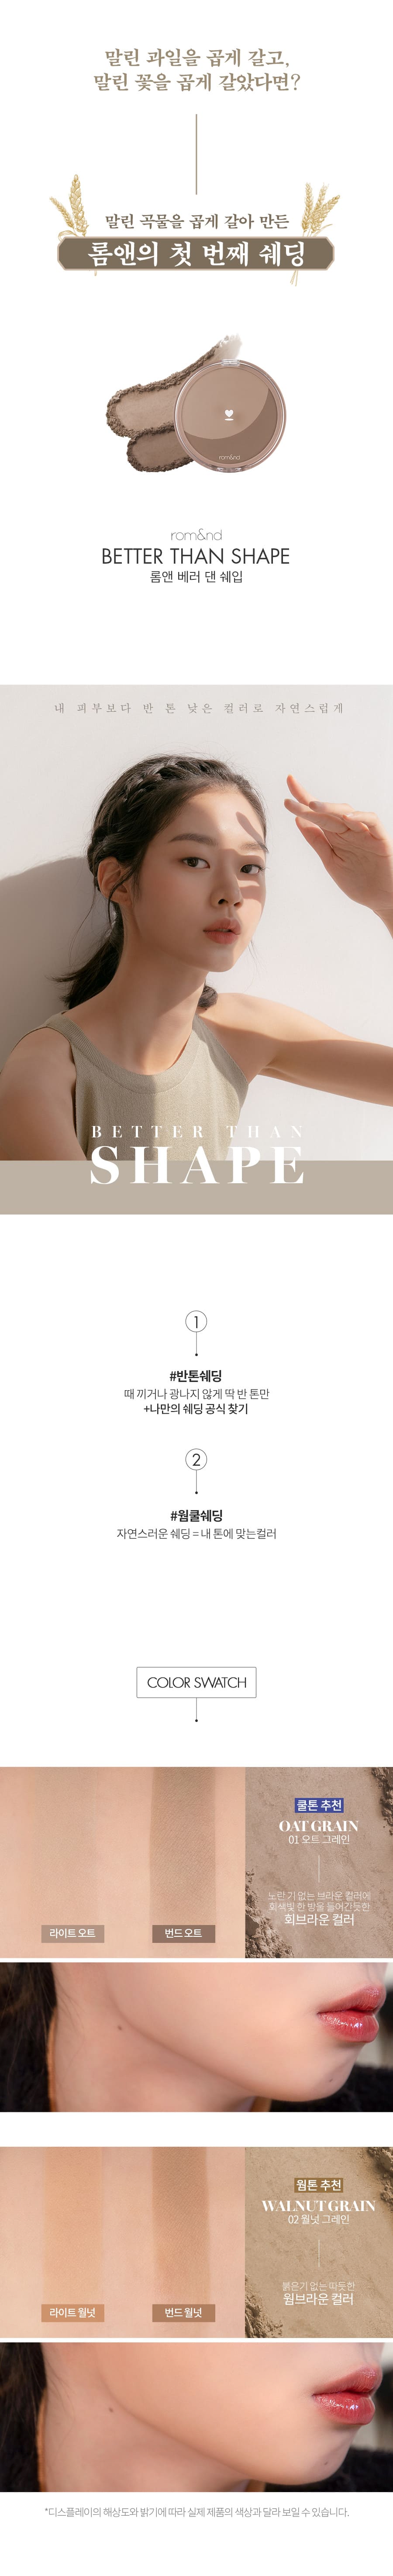 말린 과일을 곱게 갈고,
말린 꽃을 곱게 갈았다면?
말린 곡물을 곱게 갈아 만든
롬앤의 첫 번째 쉐딩
rom&nd
rom&nd
BETTER THAN SHAPE
롬앤 베러 댄 쉐입
내 피부보다 반 톤 낮은 컬러로 자연스럽게
BETTER THAN
SHAPE
1
#반톤쉐딩
때 끼거나 광나지 않게 딱 반 톤만
+나만의 쉐딩 공식 찾기
2
#웜쿨쉐딩
자연스러운 쉐딩 = 내 톤에 맞는컬러
COLOR SWATCH
쿨톤 추천
OAT GRAIN
01 오트 그레인
노란 기 없는 브라운 컬러에
회색빛 한 방울 들어간듯한
회브라운 컬러
라이트 오트
번드 오트
웜톤 추천
WALNUT GRAIN
02 월넛 그레인
붉은기 없는 따듯한
웜브라운 컬러
라이트 월넛
번드 월넛
*디스플레이의 해상도와 밝기에 따라 실제 제품의 색상과 달라 보일 수 있습니다.